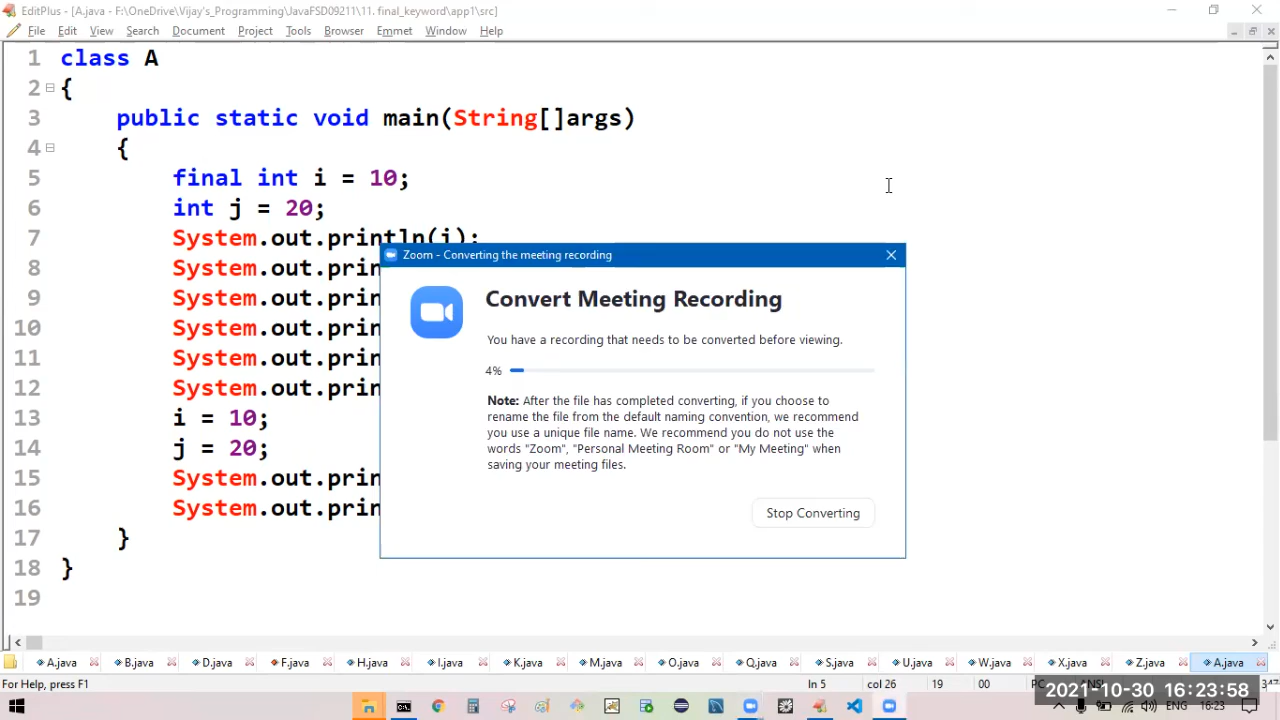 EditPlus - [A.java - F:\OneDrive\Vijay's_Programming\JavaFSD09211\11. final_keyword\app1\src]
File Edit View Search Document Project Tools Browser Emmet Window Help
1 class A
2 {
3 public static void main(String[]args)
4 {
5 final int i = 10;
6 int j = 20;
7 System.out.println(i);
8 System.out.prin
9 System.out.prin
10 System.out.prin
11 System.out.prin
12 System.out.prin
13 i = 10;
14 j = 20;
15 System.out.prin
16 System.out.prin
17 }
18 }
19
Zoom - Converting the meeting recording
Convert Meeting Recording
You have a recording that needs to be converted before viewing.
4%
Note: After the file has completed converting, if you choose to
rename the file from the default naming convention, we recommend
you use a unique file name. We recommend you do not use the
words "Zoom", "Personal Meeting Room" or "My Meeting" when
saving your meeting files.
Stop Converting
A.java B.java D.java F.java H.java I.java K.java M.java O.java Q.java S.java U.java W.java X.java Z.java A.java
For Help, press F1 ln 5 col 26 19 00 PC
2021-10-30 16:23:58
ENG 16:23